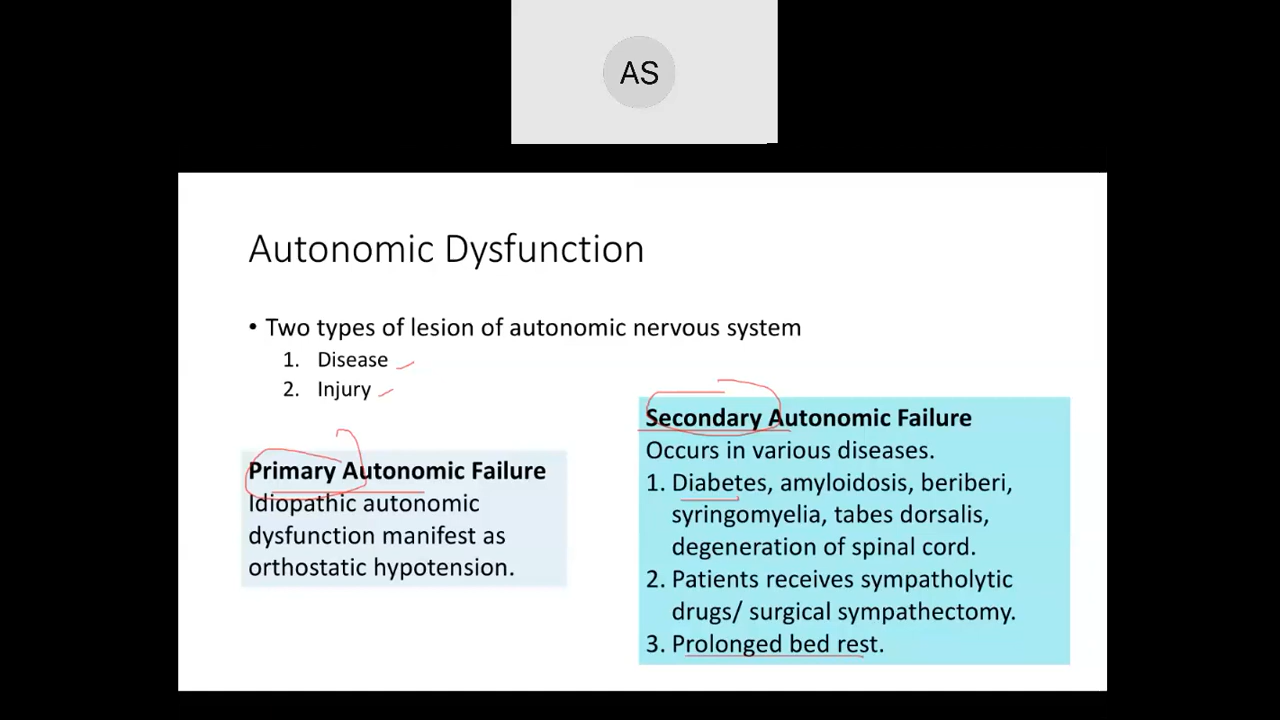 AS
Autonomic Dysfunction
• Two types of lesion of autonomic nervous system
1. Disease
2. Injury
Primary Autonomic Failure
Idiopathic autonomic
dysfunction manifest as
orthostatic hypotension.
Secondary Autonomic Failure
Occurs in various diseases.
1. Diabetes, amyloidosis, beriberi,
syringomyelia, tabes dorsalis,
degeneration of spinal cord.
2. Patients receives sympatholytic
drugs/ surgical sympathectomy.
3. Prolonged bed rest.